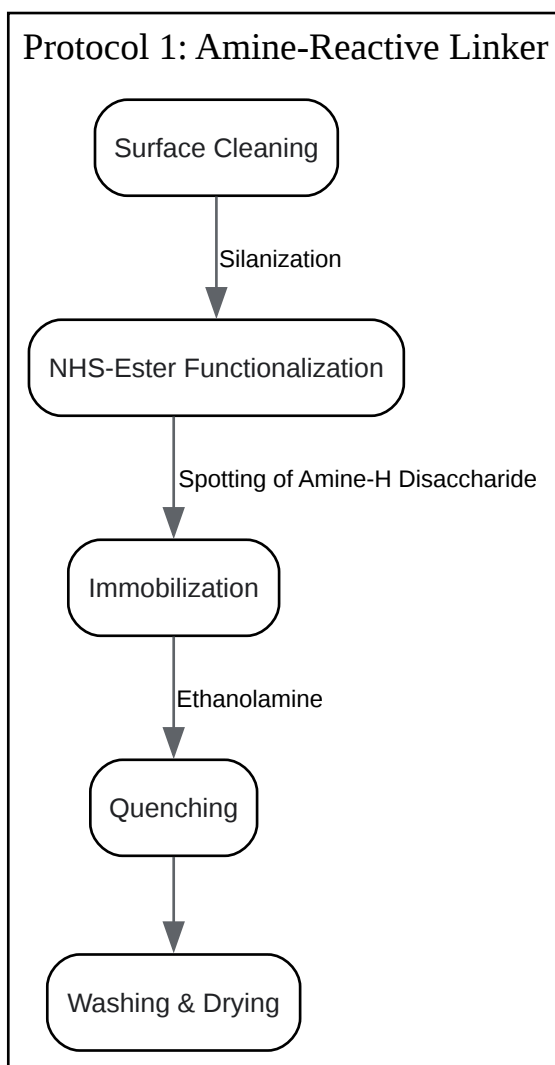 Protocol 1: Amine-Reactive Linker
Surface Cleaning
Silanization
NHS-Ester Functionalization
Spotting of Amine-H Disaccharide
Immobilization
Ethanolamine
Quenching
Washing & Drying